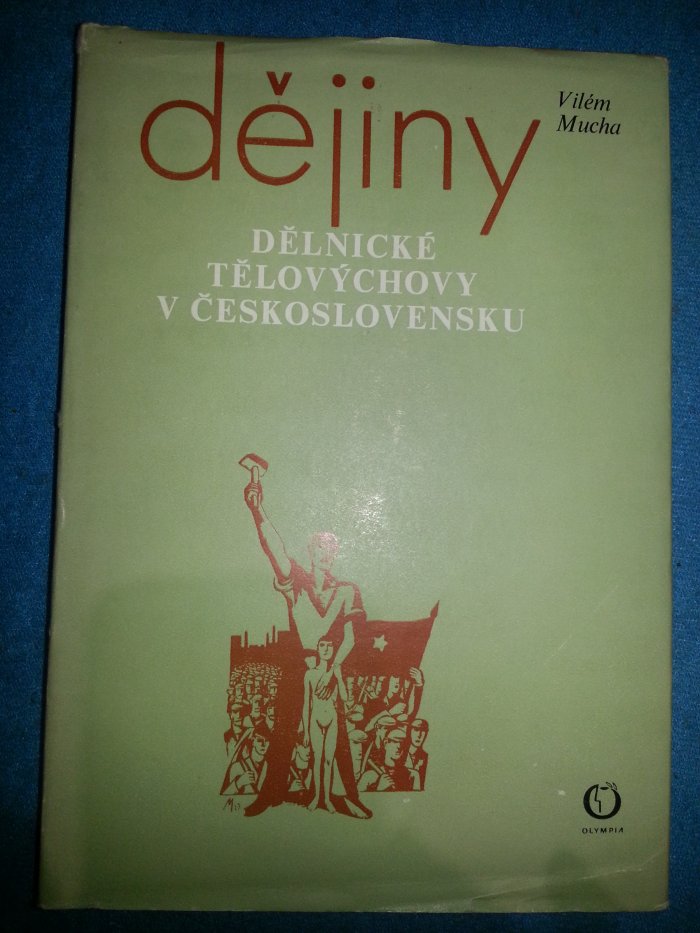 dějiny
Vilém
Mucha
DĚLNICKÉ
TĚLOVÝCHOVY
V ČESKOSLOVENSKU
OLYMPIA